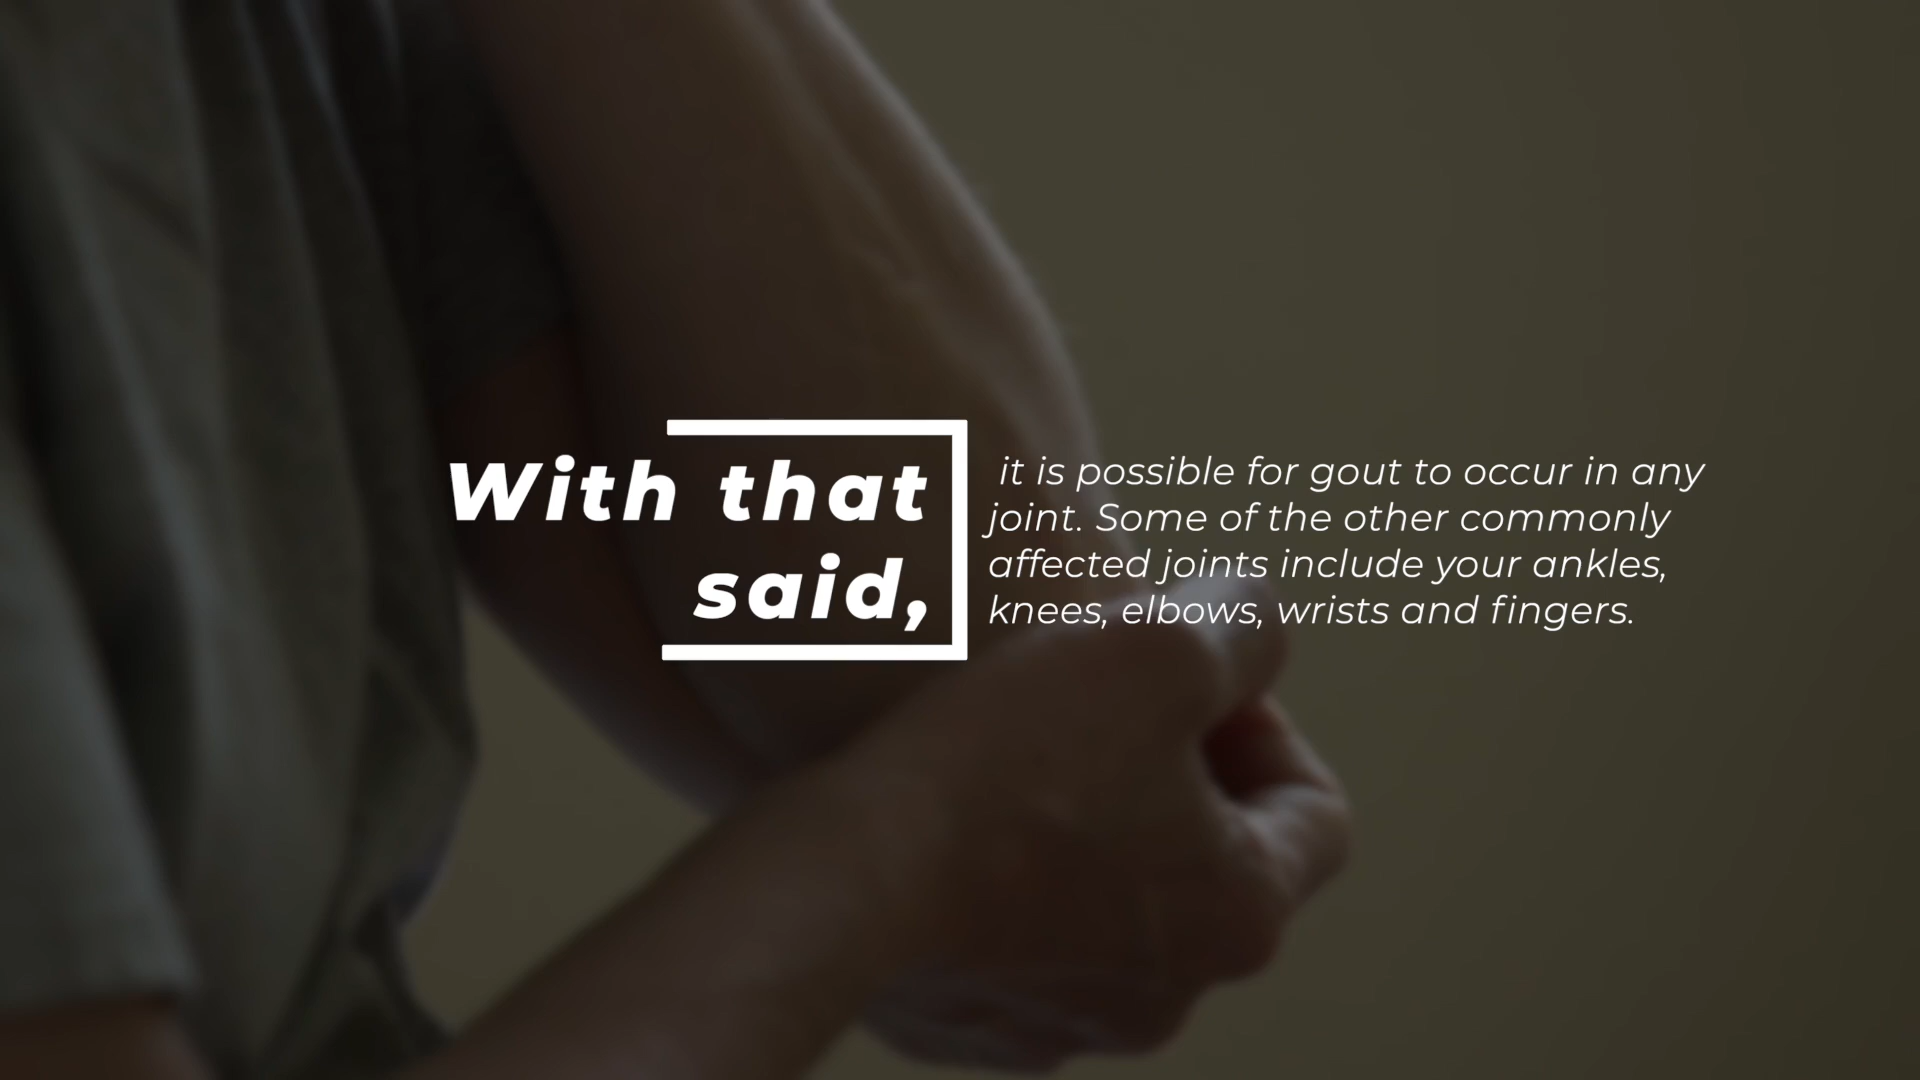 With that
said,
it is possible for gout to occur in any
joint. Some of the other commonly
affected joints include your ankles,
knees, elbows, wrists and fingers.